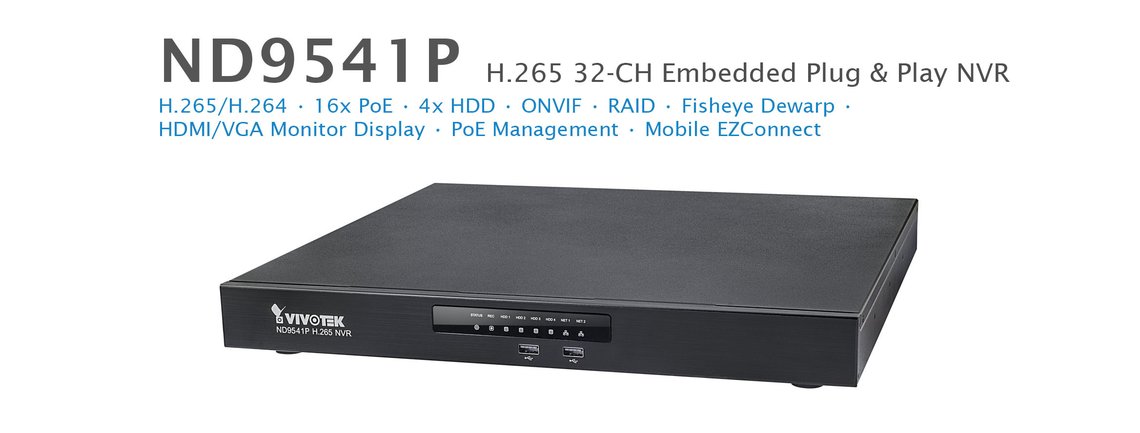 ND9541P H.265 32-CH Embedded Plug & Play NVR
H.265/H.264 · 16x PoE · 4x HDD · ONVIF · RAID · Fisheye Dewarp ·
HDMI/VGA Monitor Display · PoE Management · Mobile EZConnect
STATUS REC HDD 1 HDD 2 HDD 3 HDD 4 NET 1 NET 2
VIVOTEK
ND9541P H.265 NVR